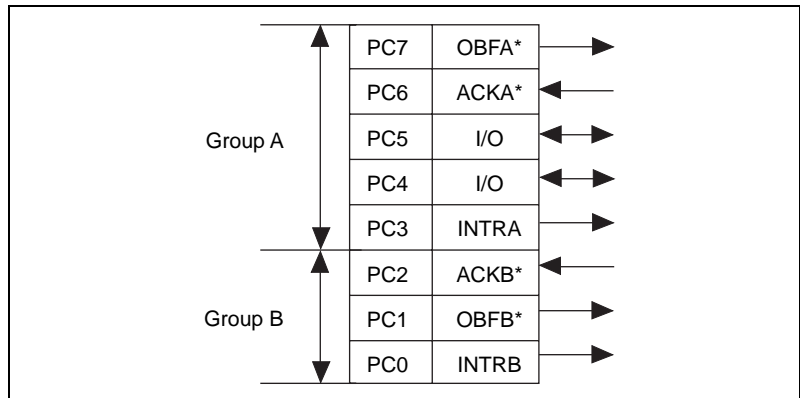 PC7 OBFA*
PC6 ACKA*
Group A PC5 I/O
PC4 I/O
PC3 INTRA
PC2 ACKB*
Group B PC1 OBFB*
PC0 INTRB